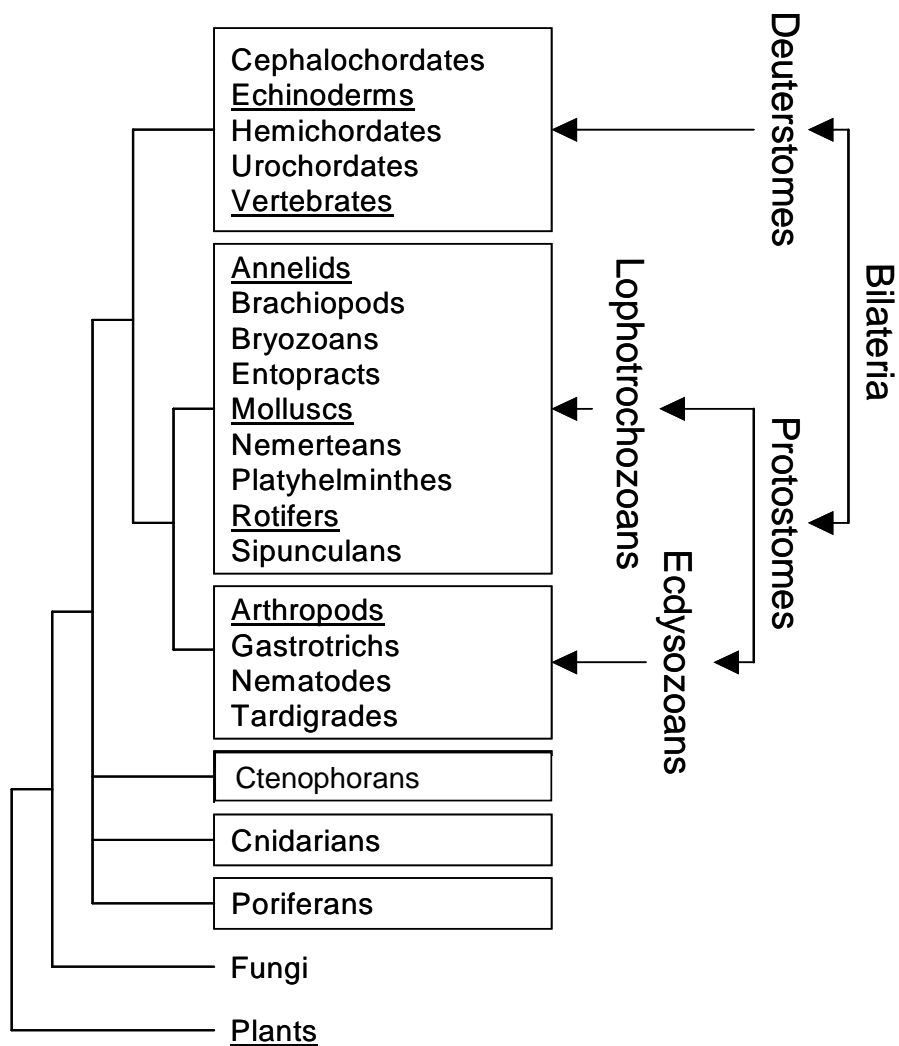 Cephalochordates
Echinoderms
Hemichordates
Urochordates
Vertebrates
Annelids
Brachiopods
Bryozoans
Entopracts
Molluscs
Nemerteans
Platyhelminthes
Rotifers
Sipunculans
Arthropods
Gastrotrichs
Nematodes
Tardigrades
Ctenophorans
Cnidarians
Poriferans
Fungi
Plants
Lophotrochozoans
Ecdysozoans
Deuterstomes
Protostomes
Bilateria